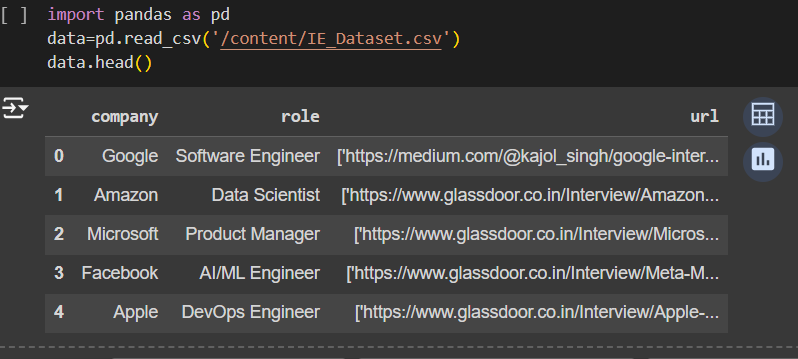 [ ] import pandas as pd
data=pd.read_csv('/content/IE_Dataset.csv')
data.head()
company role url
0 Google Software Engineer ['https://medium.com/@kajol_singh/google-inter...
1 Amazon Data Scientist ['https://www.glassdoor.co.in/Interview/Amazon...
2 Microsoft Product Manager ['https://www.glassdoor.co.in/Interview/Micros...
3 Facebook AI/ML Engineer ['https://www.glassdoor.co.in/Interview/Meta-M...
4 Apple DevOps Engineer ['https://www.glassdoor.co.in/Interview/Apple-...